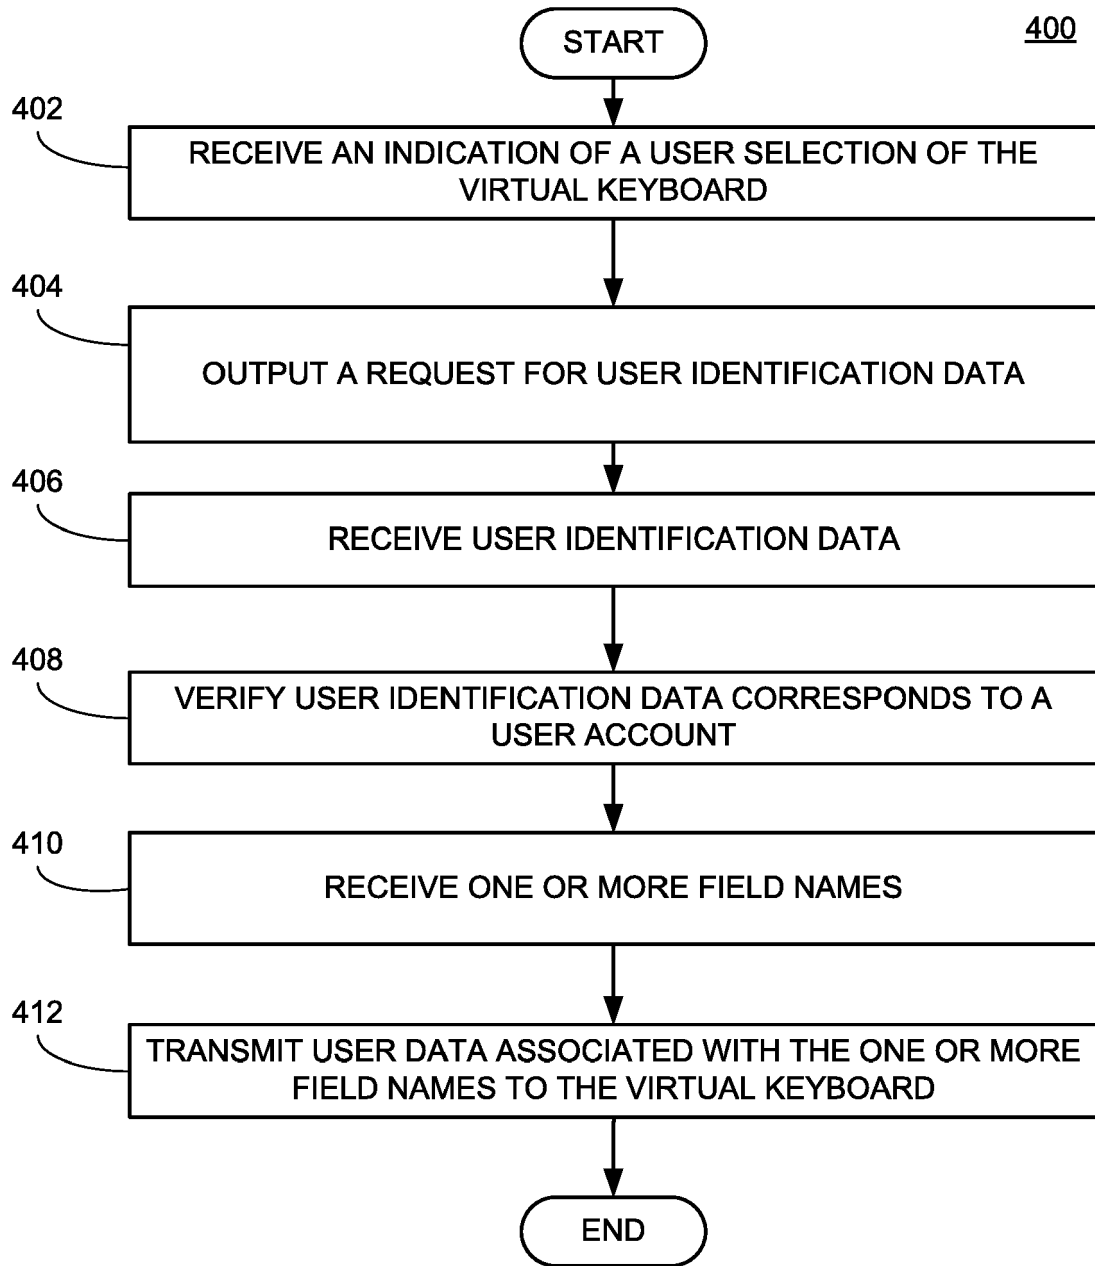 START
400
402
RECEIVE AN INDICATION OF A USER SELECTION OF THE
VIRTUAL KEYBOARD
404
OUTPUT A REQUEST FOR USER IDENTIFICATION DATA
406
RECEIVE USER IDENTIFICATION DATA
408
VERIFY USER IDENTIFICATION DATA CORRESPONDS TO A
USER ACCOUNT
410
RECEIVE ONE OR MORE FIELD NAMES
412
TRANSMIT USER DATA ASSOCIATED WITH THE ONE OR MORE
FIELD NAMES TO THE VIRTUAL KEYBOARD
END